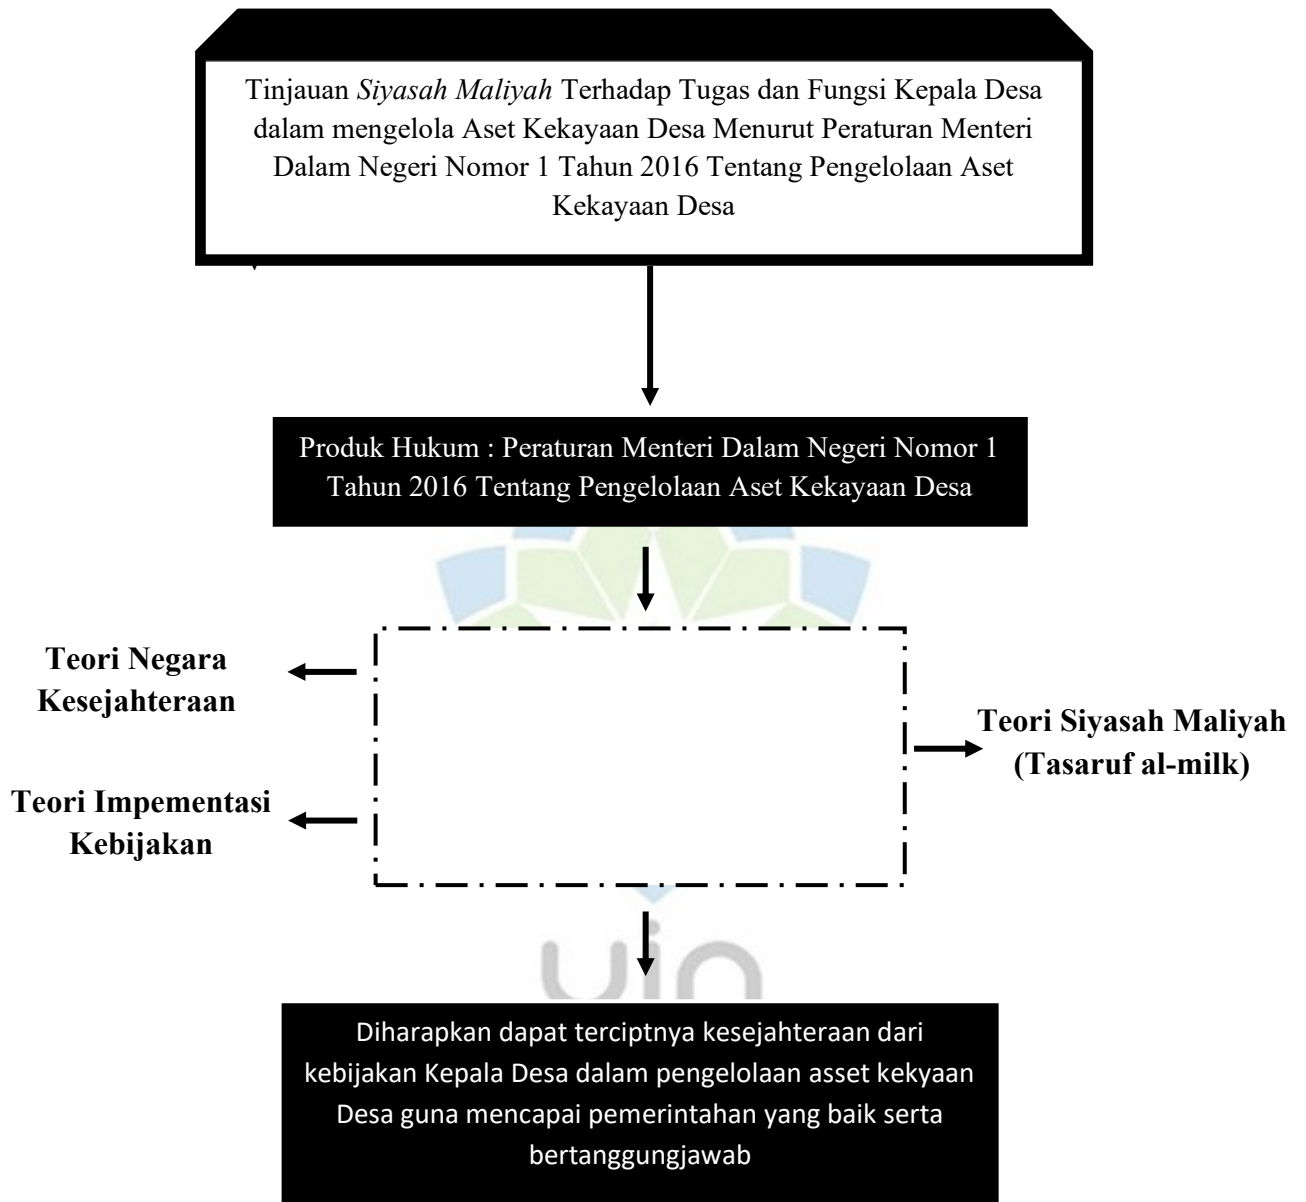 Tinjauan Siyasah Maliyah Terhadap Tugas dan Fungsi Kepala Desa
dalam mengelola Aset Kekayaan Desa Menurut Peraturan Menteri
Dalam Negeri Nomor 1 Tahun 2016 Tentang Pengelolaan Aset
Kekayaan Desa
Produk Hukum : Peraturan Menteri Dalam Negeri Nomor 1
Tahun 2016 Tentang Pengelolaan Aset Kekayaan Desa
Teori Negara
Kesejahteraan
Teori Impementasi
Kebijakan
Teori Siyasah Maliyah
(Tasaruf al-milk)
uin
Diharapkan dapat terciptnya kesejahteraan dari
kebijakan Kepala Desa dalam pengelolaan asset kekyaan
Desa guna mencapai pemerintahan yang baik serta
bertanggungjawab